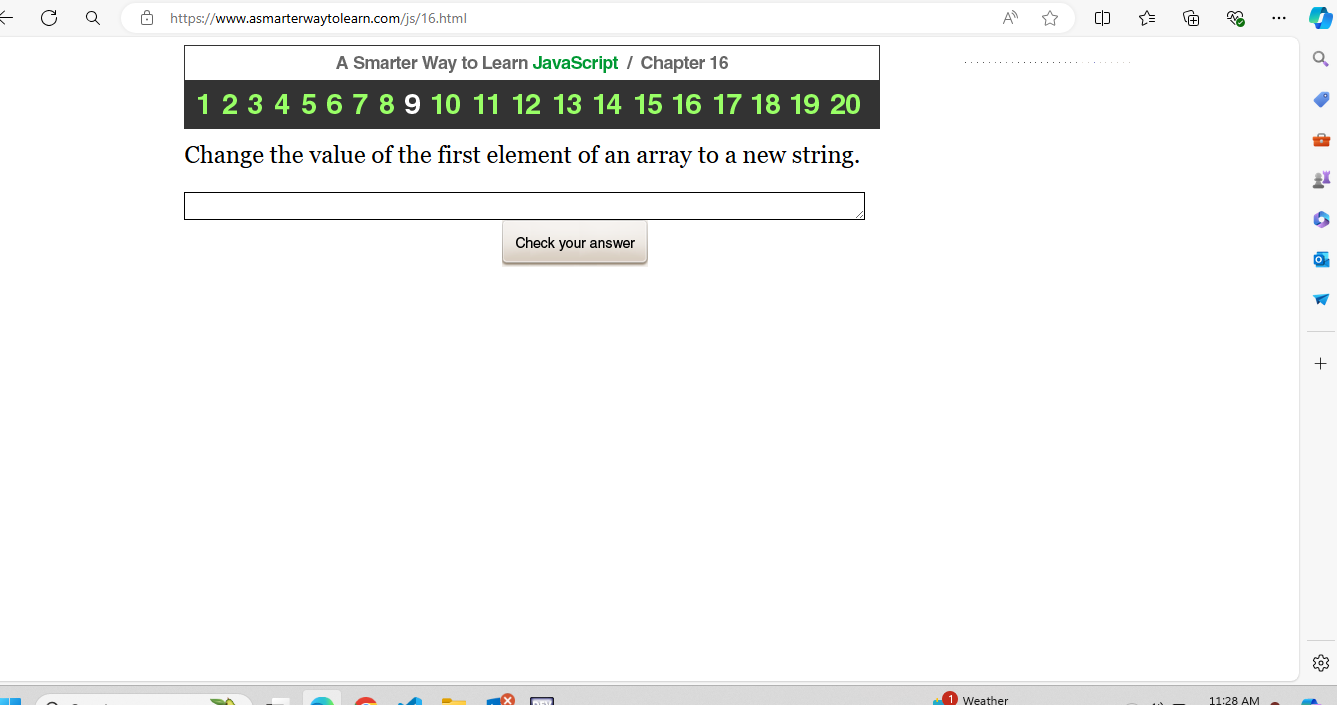 https://www.asmarterwaytolearn.com/js/16.html
A Smarter Way to Learn JavaScript / Chapter 16
1 2 3 4 5 6 7 8 9 10 11 12 13 14 15 16 17 18 19 20
Change the value of the first element of an array to a new string.
Check your answer
1
Weather
11:28 AM